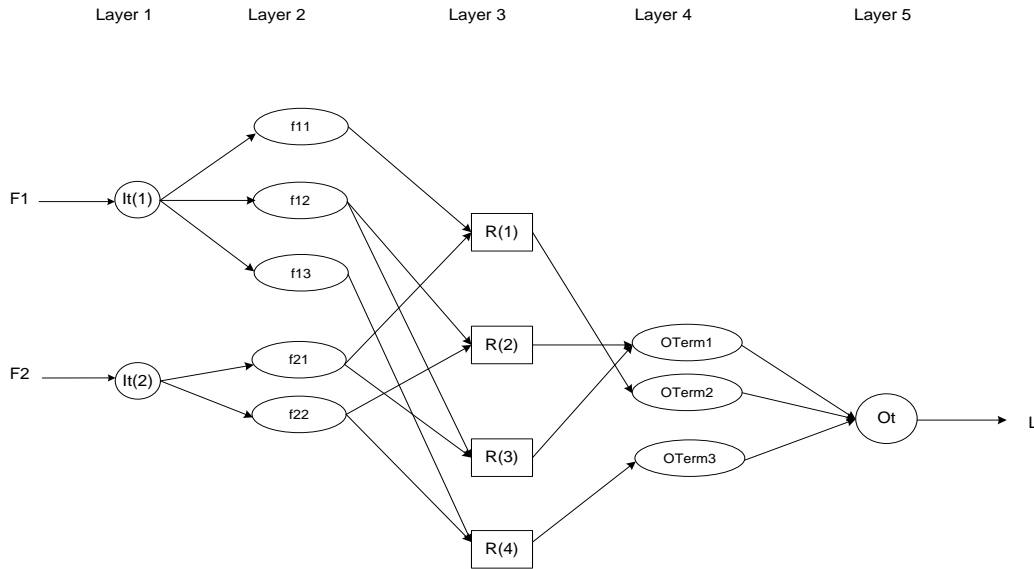 Layer 1
Layer 2
Layer 3
Layer 4
Layer 5
f11
F1
It(1)
f12
R(1)
f13
R(2)
OTerm1
F2
It(2)
f21
f22
OTerm2
Ot
L
R(3)
OTerm3
R(4)